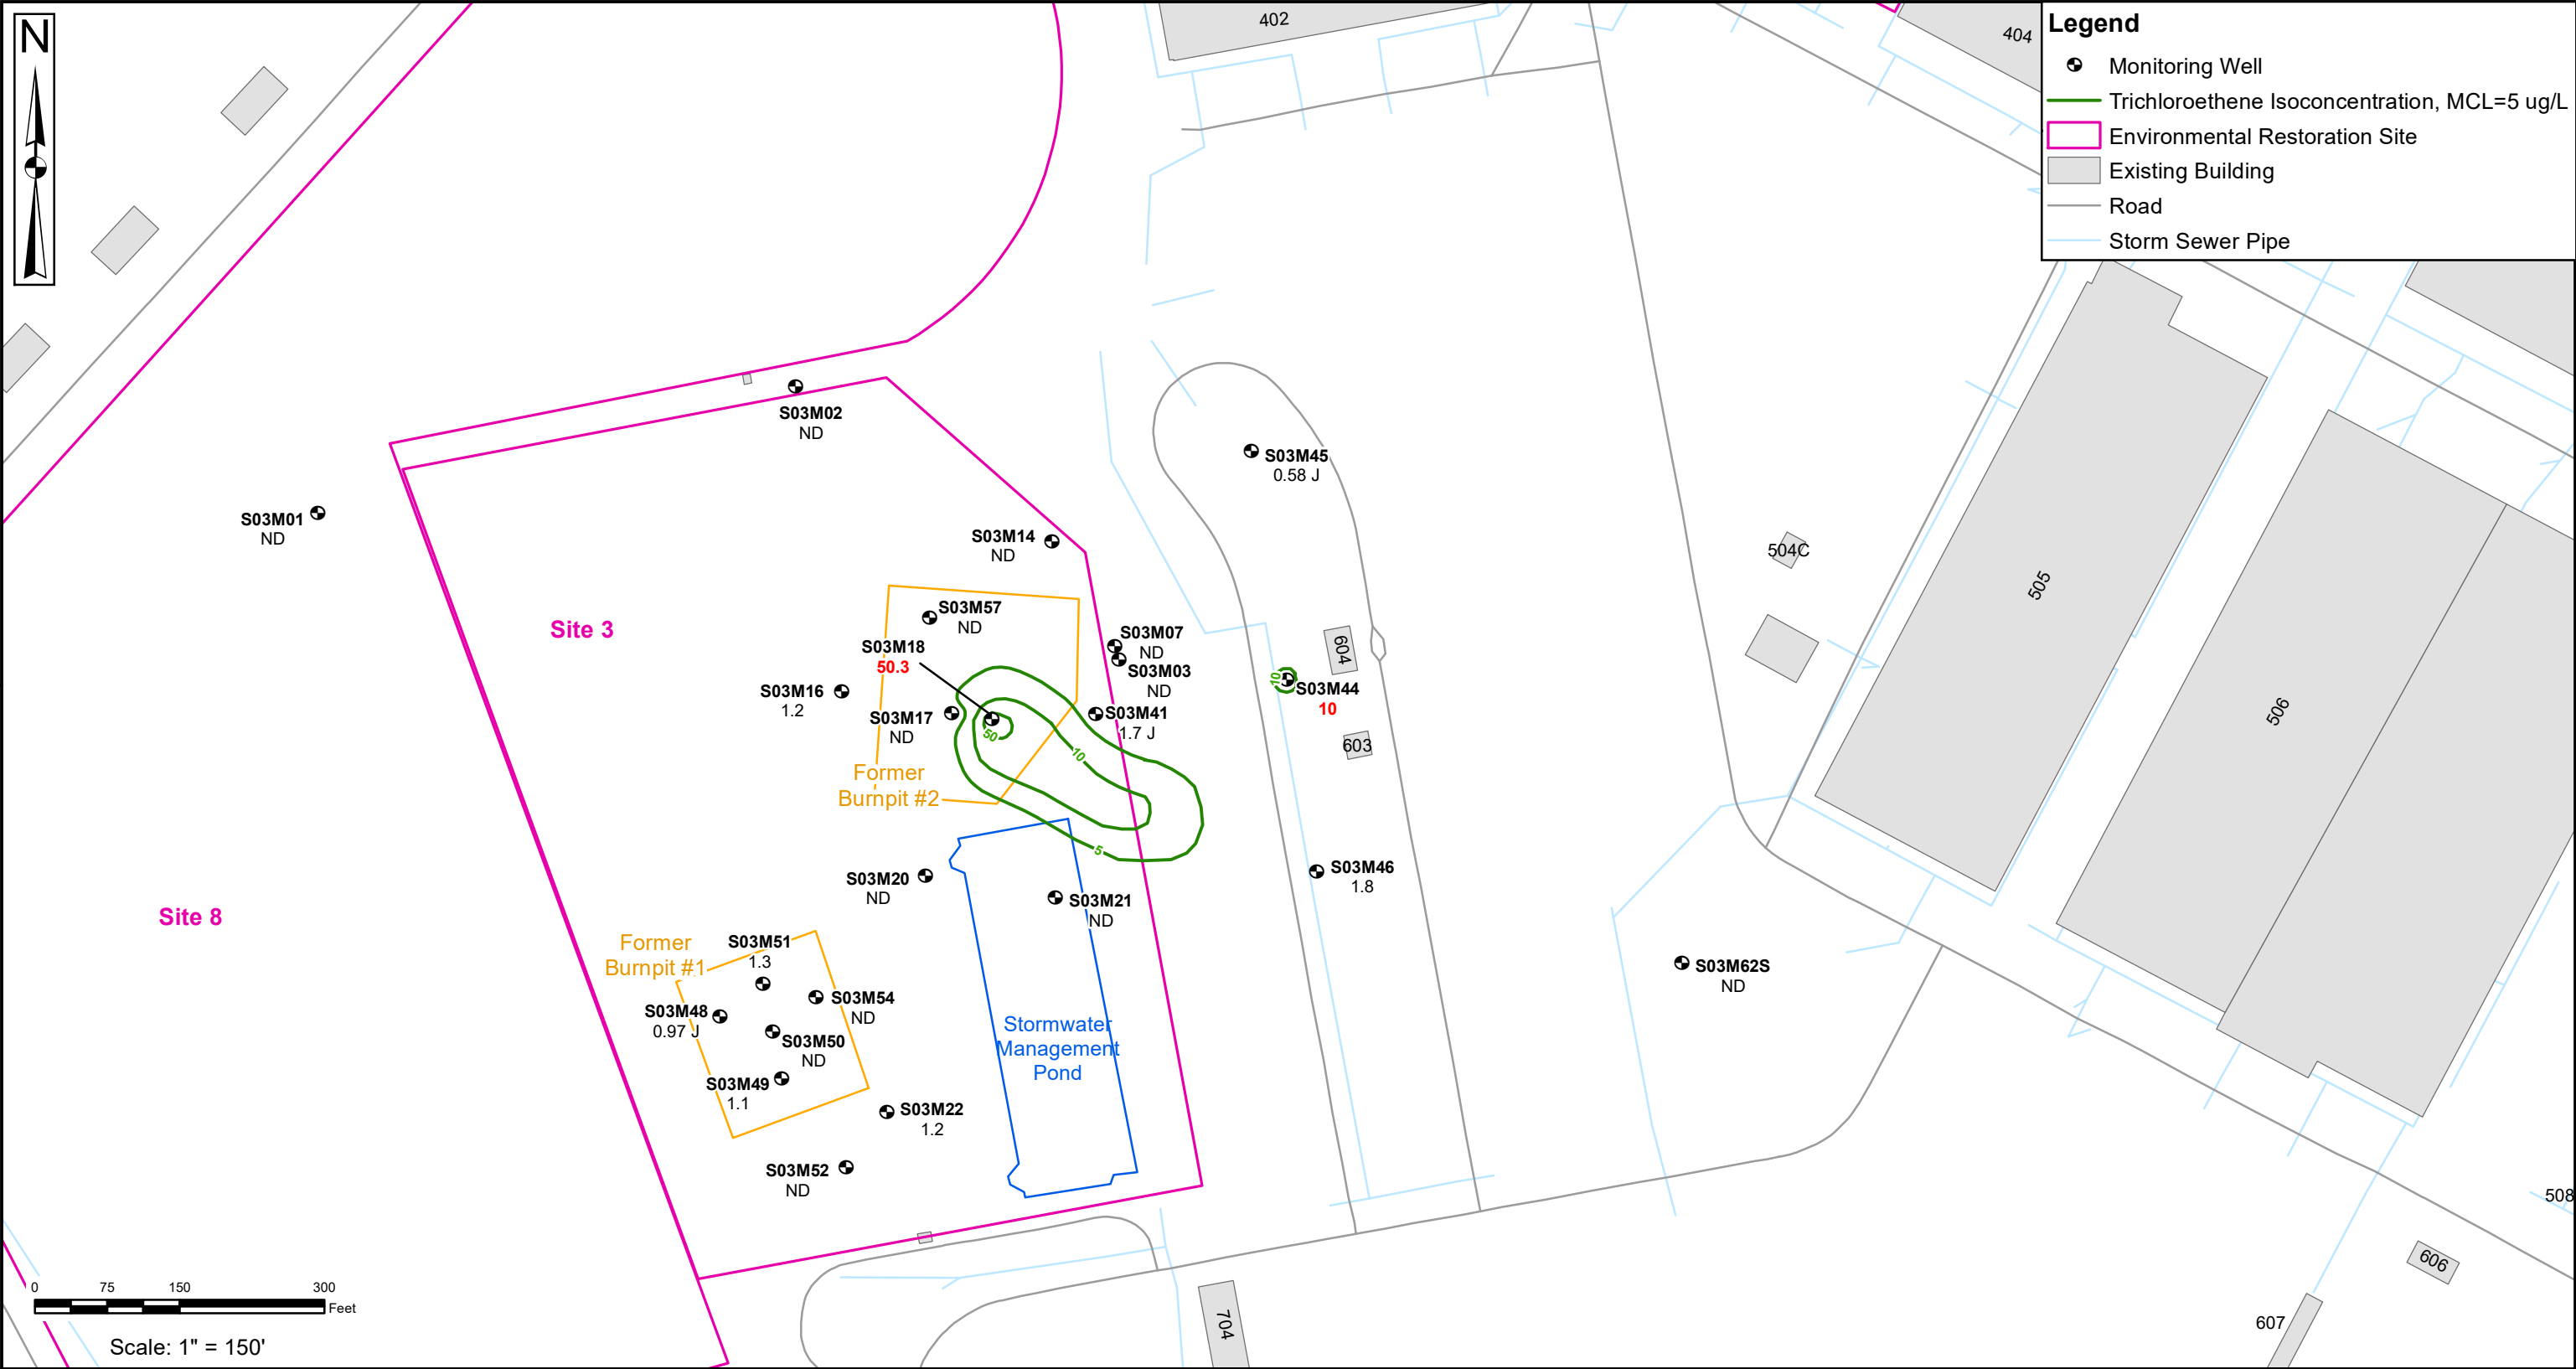 N
402
404
Legend
Monitoring Well
Trichloroethene Isoconcentration, MCL=5 ug/L
Environmental Restoration Site
Existing Building
Road
Storm Sewer Pipe
S03M02
ND
S03M45
0.58 J
S03M01
ND
S03M14
ND
504C
505
506
Site 3
S03M57
ND
S03M18
50.3
S03M07
ND
S03M03
ND
604
S03M16
1.2
S03M17
ND
S03M41
1.7 J
10
S03M44
10
603
50
10
5
Former
Burnpit #2
S03M20
ND
S03M21
ND
S03M46
1.8
Site 8
Former
Burnpit #1
S03M51
1.3
S03M54
ND
S03M48
0.97 J
S03M50
ND
S03M49
1.1
S03M22
1.2
S03M52
ND
Stormwater
Management
Pond
S03M62S
ND
508
606
607
704
0 75 150 300
Feet
Scale: 1" = 150'